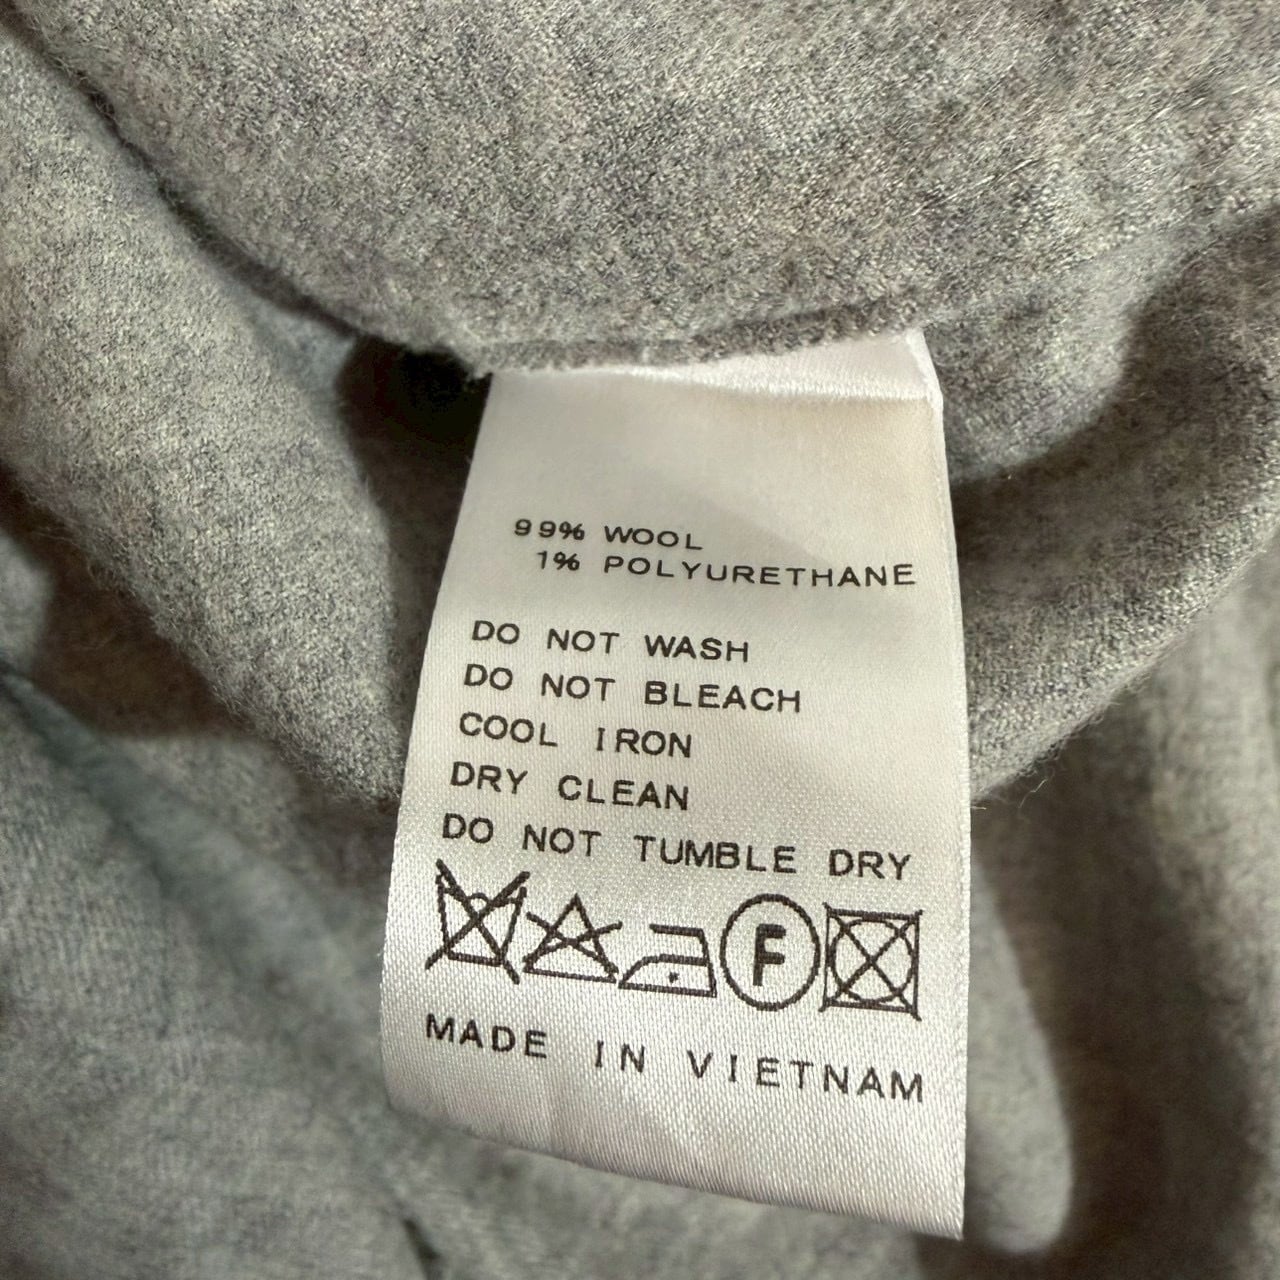 99% WOOL
1% POLYURETHANE
DO NOT WASH
DO NOT BLEACH
COOL IRON
DRY CLEAN
DO NOT TUMBLE DRY
F
MADE IN VIETNAM